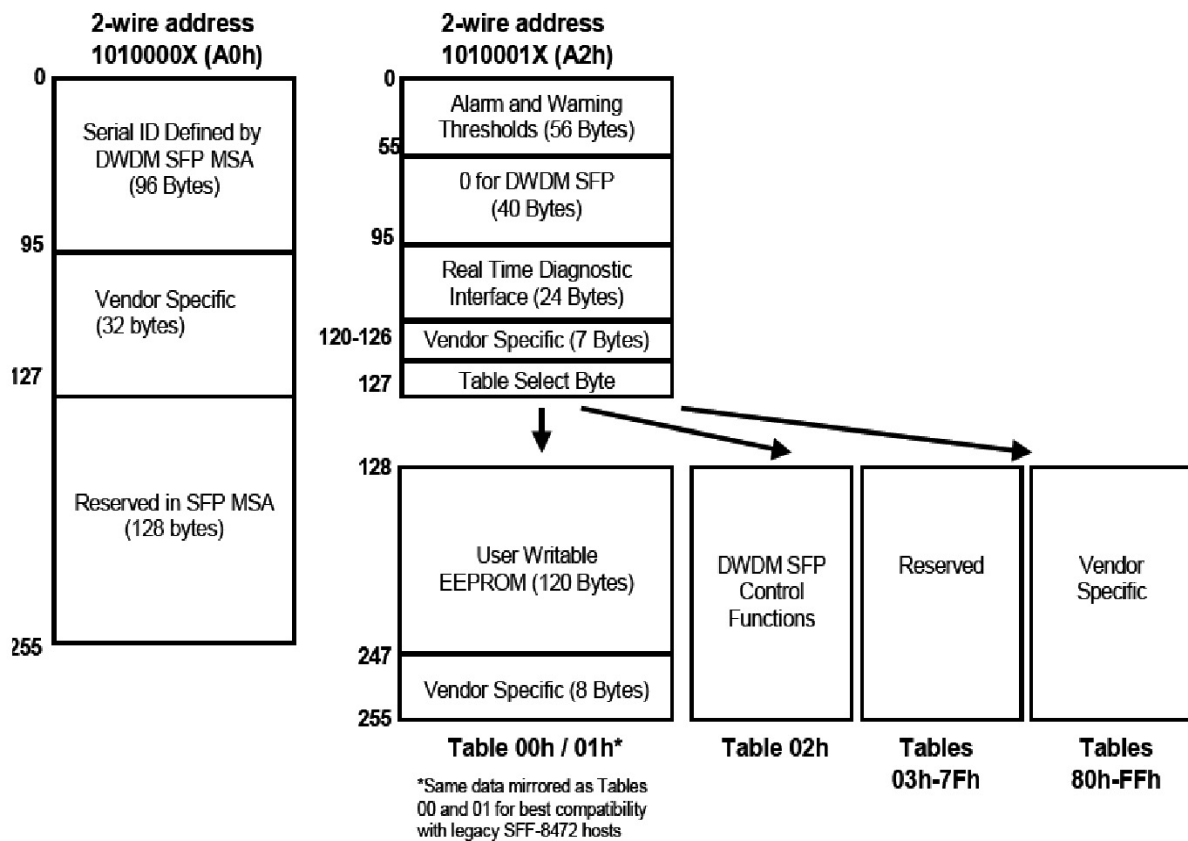 2-wire address
1010000X (A0h)
0
Serial ID Defined by
DWDM SFP MSA
(96 Bytes)
95
Vendor Specific
(32 bytes)
127
Reserved in SFP MSA
(128 bytes)
255
2-wire address
1010001X (A2h)
0
Alarm and Warning
Thresholds (56 Bytes)
55
0 for DWDM SFP
(40 Bytes)
95
Real Time Diagnostic
Interface (24 Bytes)
120-126
Vendor Specific (7 Bytes)
127
Table Select Byte
128
User Writable
EEPROM (120 Bytes)
247
Vendor Specific (8 Bytes)
255
Table 00h / 01h*
*Same data mirrored as Tables
00 and 01 for best compatibility
with legacy SFF-8472 hosts
DWDM SFP
Control
Functions
Table 02h
Reserved
Tables
03h-7Fh
Vendor
Specific
Tables
80h-FFh